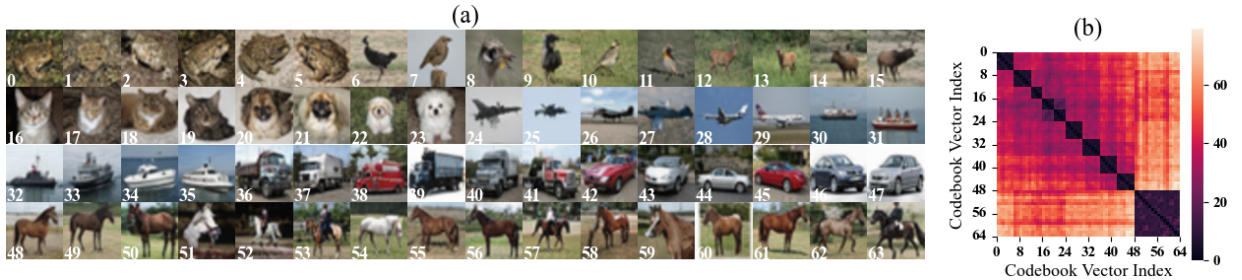 (a)
0 1 2 3 4 5 6 7 8 9 10 11 12 13 14 15
16 17 18 19 20 21 22 23 24 25 26 27 28 29 30 31
32 33 34 35 36 37 38 39 40 41 42 43 44 45 46 47
48 49 50 51 52 53 54 55 56 57 58 59 60 61 62 63
(b)
Codebook Vector Index
0
8
16
24
32
40
48
56
64
0 8 16 24 32 40 48 56 64
Codebook Vector Index
60
40
20
0